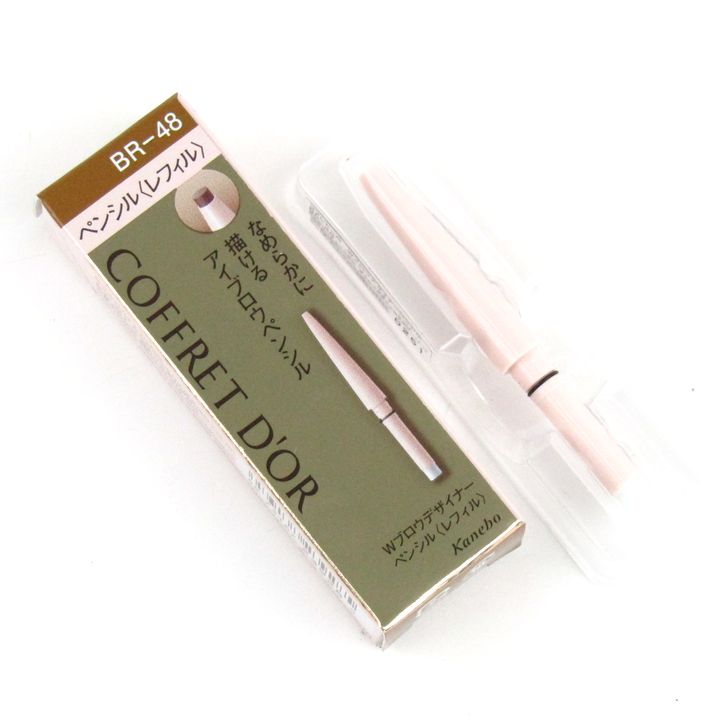 BR-48
ペンシル〈レフィル〉
COFFRET D'OR
なめらかに
描ける
アイブロウペンシル
Wブロウデザイナー
ペンシル〈レフィル〉
Kanebo